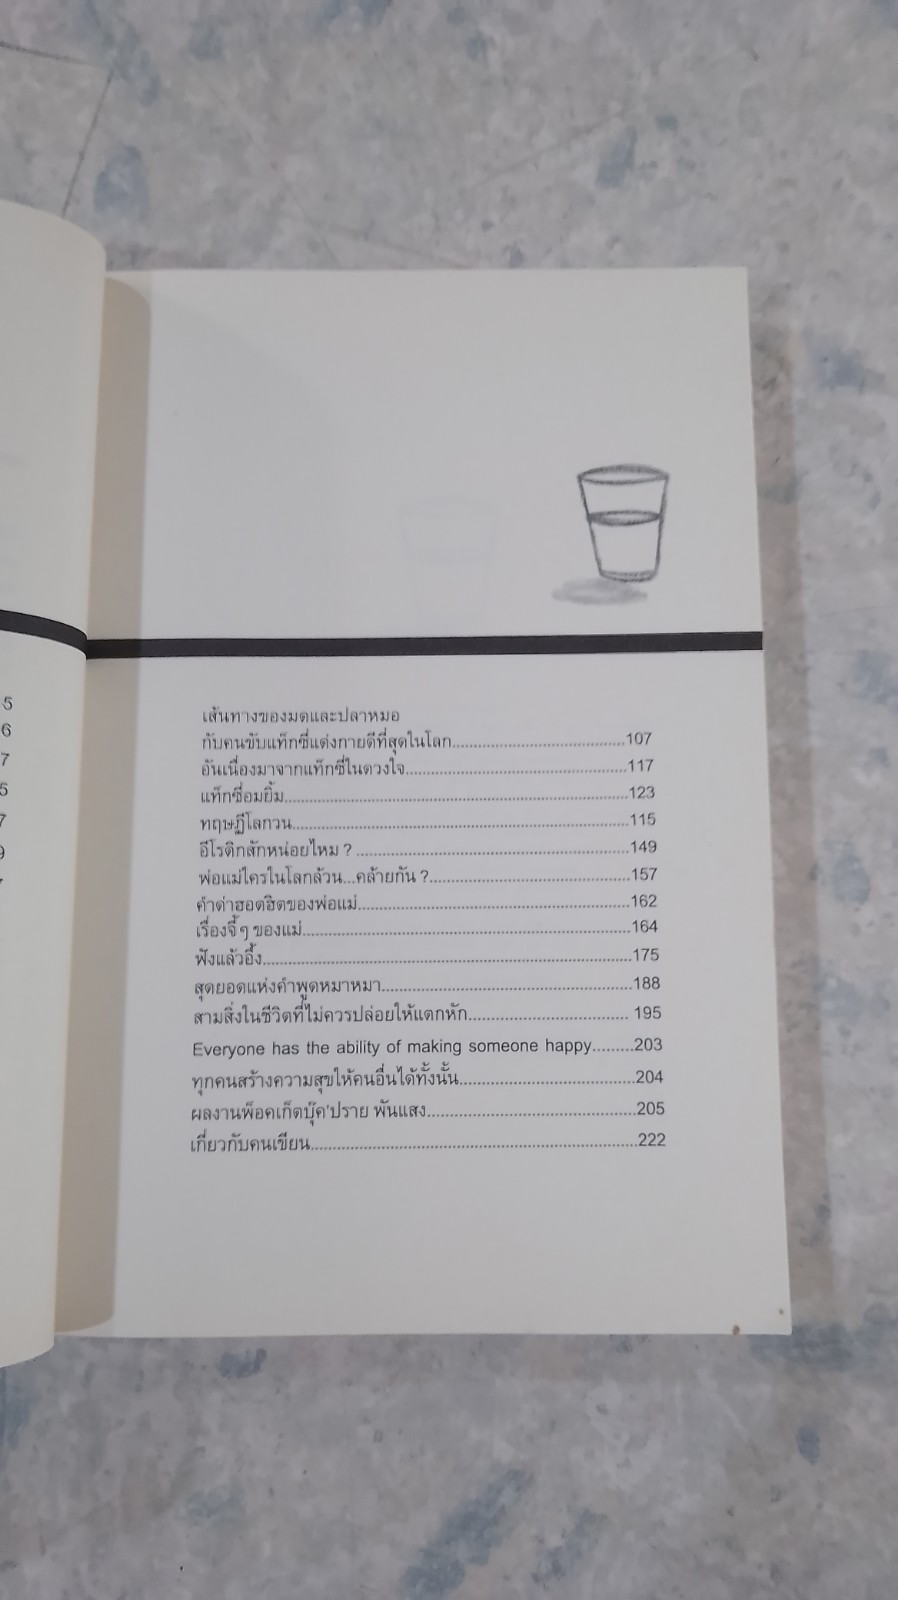 5
6
7
5
7
9
7
เส้นทางของมดและปลาหมอ
กับคนขับแท็กซี่แต่งกายดีที่สุดในโลก........................................107
อันเนื่องมาจากแท็กซี่ในดวงใจ...................................................117
แท็กซี่อมยิ้ม..............................................................................123
ทฤษฎีโลกวน............................................................................115
อีโรติกสักหน่อยไหม ? ..............................................................149
พ่อแม่ใครในโลกล้วน...คล้ายกัน ?..............................................157
คำด่าฮอตฮิตของพ่อแม่..............................................................162
เรื่องจี้ๆ ของแม่..........................................................................164
ฟังแล้วอึ้ง..................................................................................175
สุดยอดแห่งคำพูดหมาหมา.........................................................188
สามสิ่งในชีวิตที่ไม่ควรปล่อยให้แตกหัก.................................... 195
Everyone has the ability of making someone happy.........203
ทุกคนสร้างความสุขให้คนอื่นได้ทั้งนั้น.......................................204
ผลงานพ็อคเก็ตบุ๊ค'ปราย พันแสง...............................................205
เกี่ยวกับคนเขียน.........................................................................222